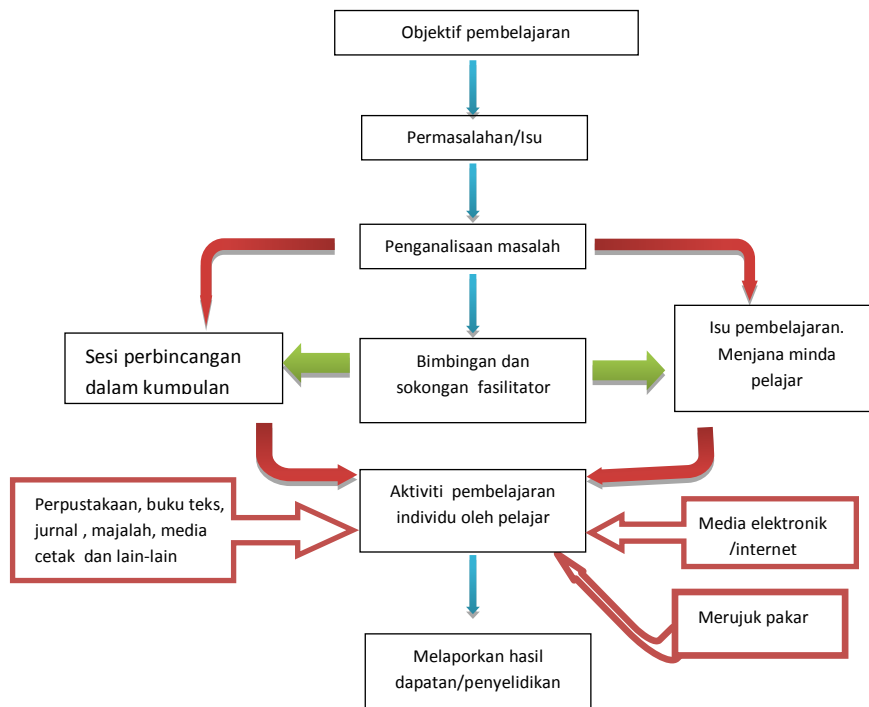 Objektif pembelajaran
Permasalahan/Isu
Penganalisaan masalah
Sesi perbincangan
dalam kumpulan
Bimbingan dan
sokongan fasilitator
Isu pembelajaran.
Menjana minda
pelajar
Perpustakaan, buku teks,
jurnal , majalah, media
cetak dan lain-lain
Aktiviti pembelajaran
individu oleh pelajar
Media elektronik
/internet
Merujuk pakar
Melaporkan hasil
dapatan/penyelidikan